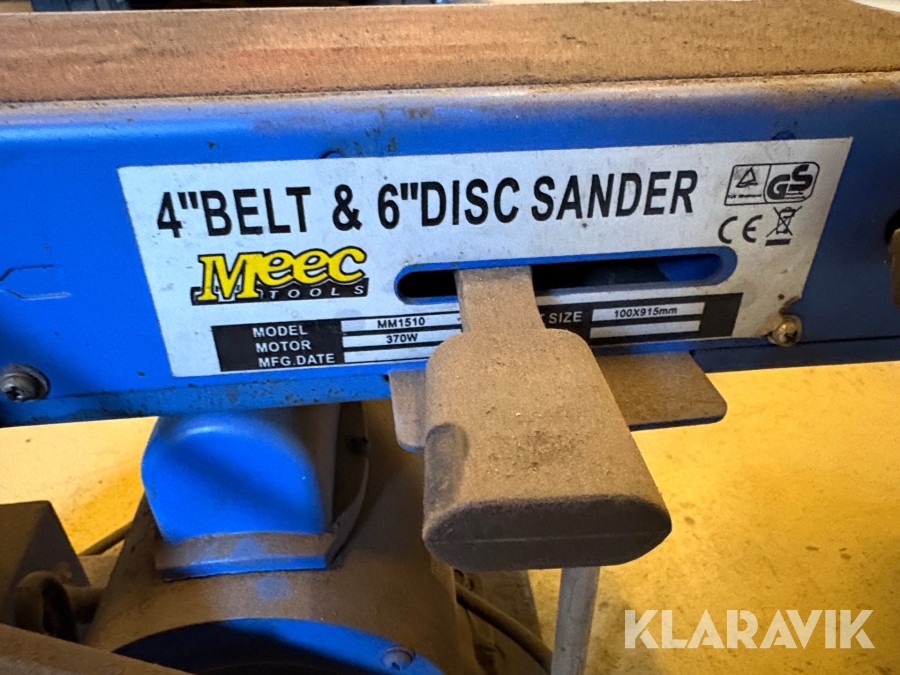 4"BELT & 6"DISC SANDER
GS
CE
Meec
TOOLS
MODEL MM1510 SIZE 100X915mm
MOTOR 370W
MFG.DATE
KLARAVIK